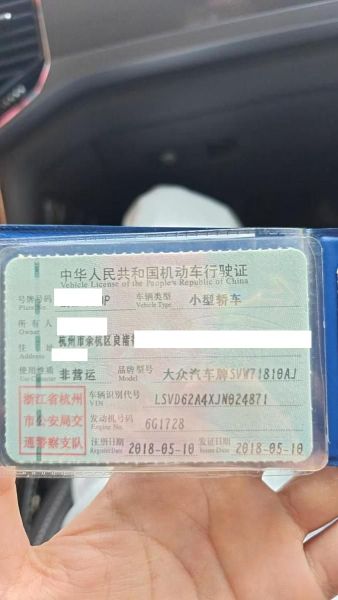 中华人民共和国机动车行驶证
Vehicle License of the People's Republic of China
号牌号码 P 车辆类型 小型轿车
Plate No. Vehicle Type
所有人
Owner
住址 杭州市余杭区良渚
Address
使用性质 非营运 品牌型号 大众汽车牌SVW71810AJ
Use Character Model
浙江省杭州
市公安局交
通警察支队
车辆识别代号 LSVD62A4XJN024871
VIN
发动机号码 6G1728
Engine No.
注册日期 2018-05-10 发证日期 2018-05-10
Register Date Issue Date